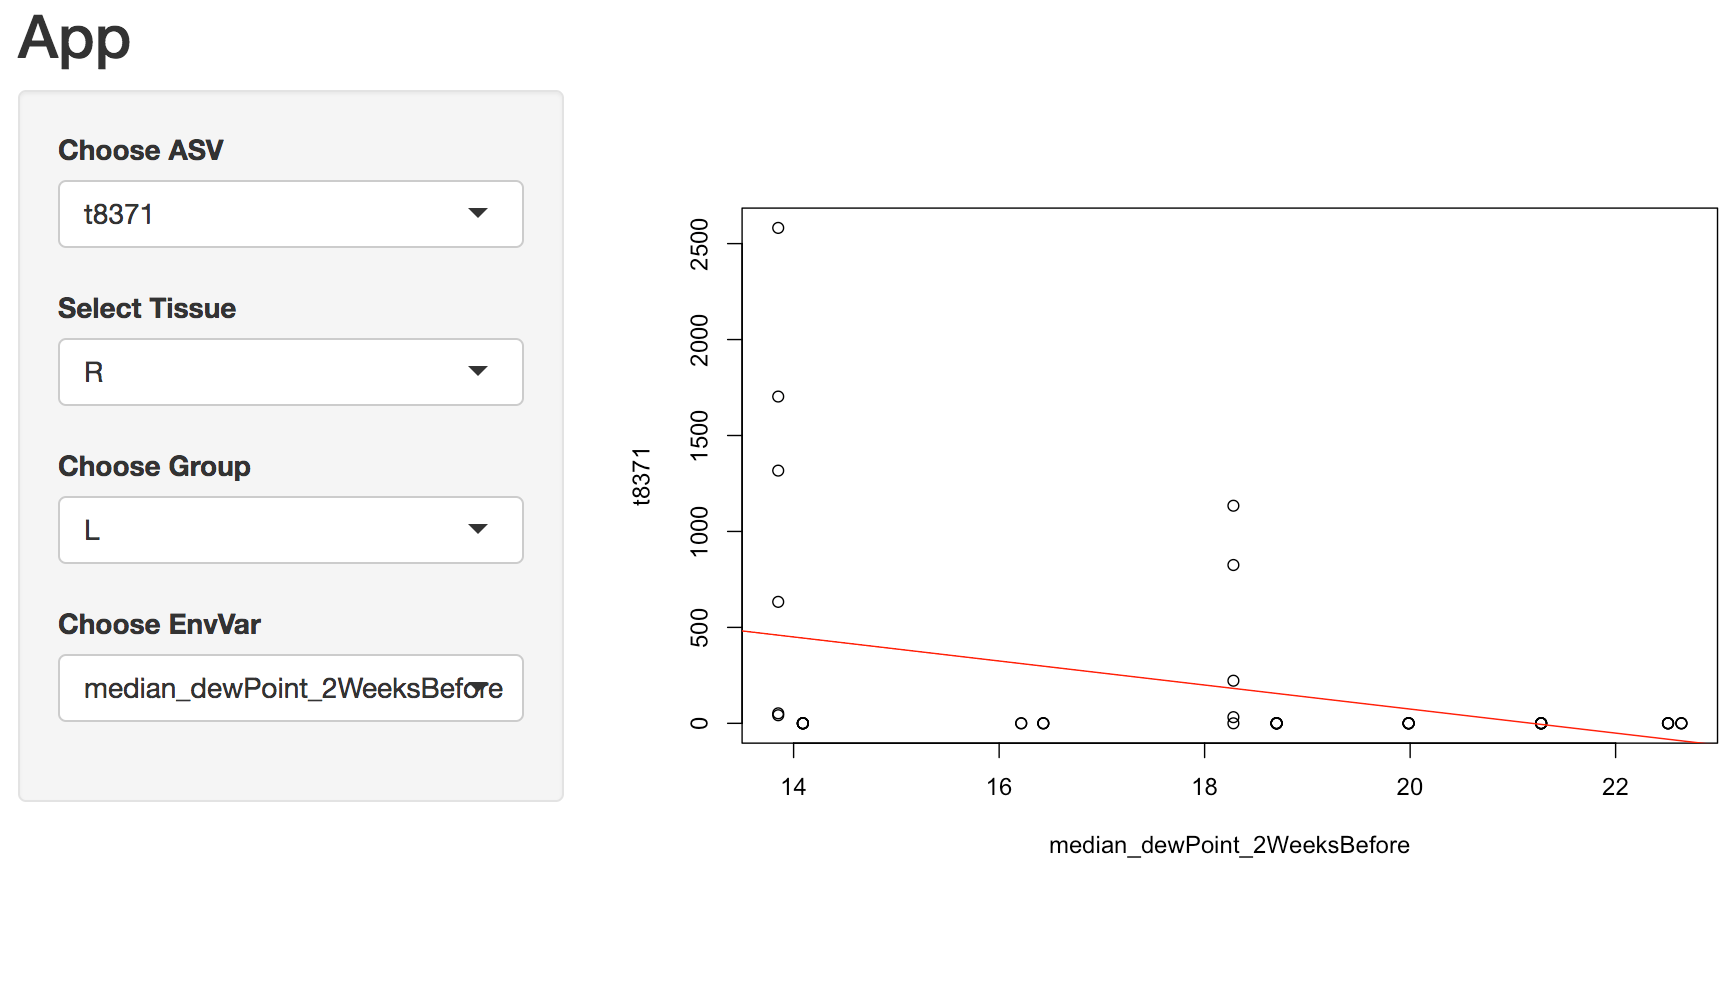 App
Choose ASV
t8371
Select Tissue
R
Choose Group
L
Choose EnvVar
median_dewPoint_2WeeksBefore
2500
2000
1500
1000
500
0
t8371
14 16 18 20 22
median_dewPoint_2WeeksBefore